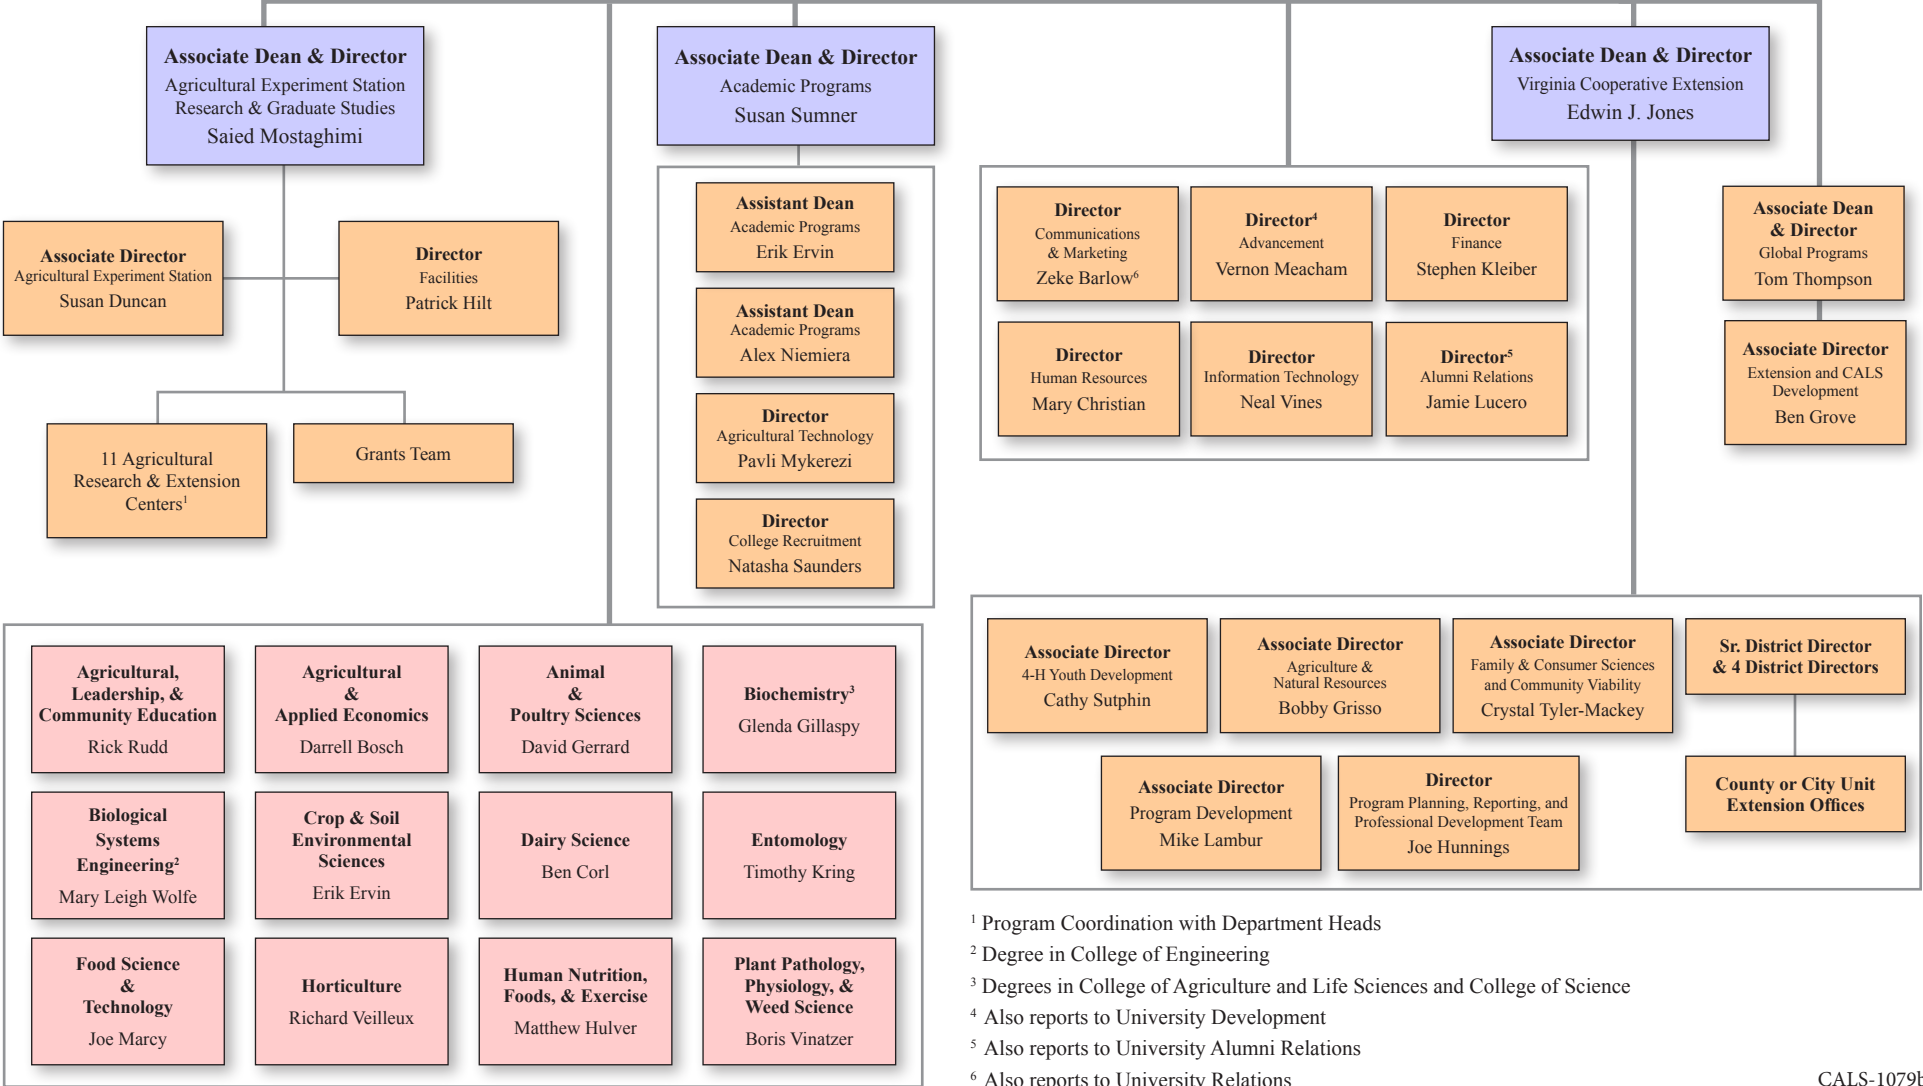 Associate Dean & Director
Agricultural Experiment Station
Research & Graduate Studies
Saied Mostaghimi
Associate Director
Agricultural Experiment Station
Susan Duncan
Director
Facilities
Patrick Hilt
11 Agricultural
Research & Extension
Centers¹
Grants Team
Associate Dean & Director
Academic Programs
Susan Sumner
Assistant Dean
Academic Programs
Erik Ervin
Assistant Dean
Academic Programs
Alex Niemiera
Director
Agricultural Technology
Pavli Mykerezi
Director
College Recruitment
Natasha Saunders
Director
Communications
& Marketing
Zeke Barlow⁶
Director⁴
Advancement
Vernon Meacham
Director
Finance
Stephen Kleiber
Director
Human Resources
Mary Christian
Director
Information Technology
Neal Vines
Director⁵
Alumni Relations
Jamie Lucero
Associate Dean & Director
Virginia Cooperative Extension
Edwin J. Jones
Associate Dean
& Director
Global Programs
Tom Thompson
Associate Director
Extension and CALS
Development
Ben Grove
Agricultural,
Leadership, &
Community Education
Rick Rudd
Agricultural
&
Applied Economics
Darrell Bosch
Animal
&
Poultry Sciences
David Gerrard
Biochemistry³
Glenda Gillaspy
Biological
Systems
Engineering²
Mary Leigh Wolfe
Crop & Soil
Environmental
Sciences
Erik Ervin
Dairy Science
Ben Corl
Entomology
Timothy Kring
Food Science
&
Technology
Joe Marcy
Horticulture
Richard Veilleux
Human Nutrition,
Foods, & Exercise
Matthew Hulver
Plant Pathology,
Physiology, &
Weed Science
Boris Vinatzer
Associate Director
4-H Youth Development
Cathy Sutphin
Associate Director
Agriculture &
Natural Resources
Bobby Grisso
Associate Director
Family & Consumer Sciences
and Community Viability
Crystal Tyler-Mackey
Sr. District Director
& 4 District Directors
Associate Director
Program Development
Mike Lambur
Director
Program Planning, Reporting, and
Professional Development Team
Joe Hunnings
County or City Unit
Extension Offices
¹ Program Coordination with Department Heads
² Degree in College of Engineering
³ Degrees in College of Agriculture and Life Sciences and College of Science
⁴ Also reports to University Development
⁵ Also reports to University Alumni Relations
⁶ Also reports to University Relations
CALS-1079b